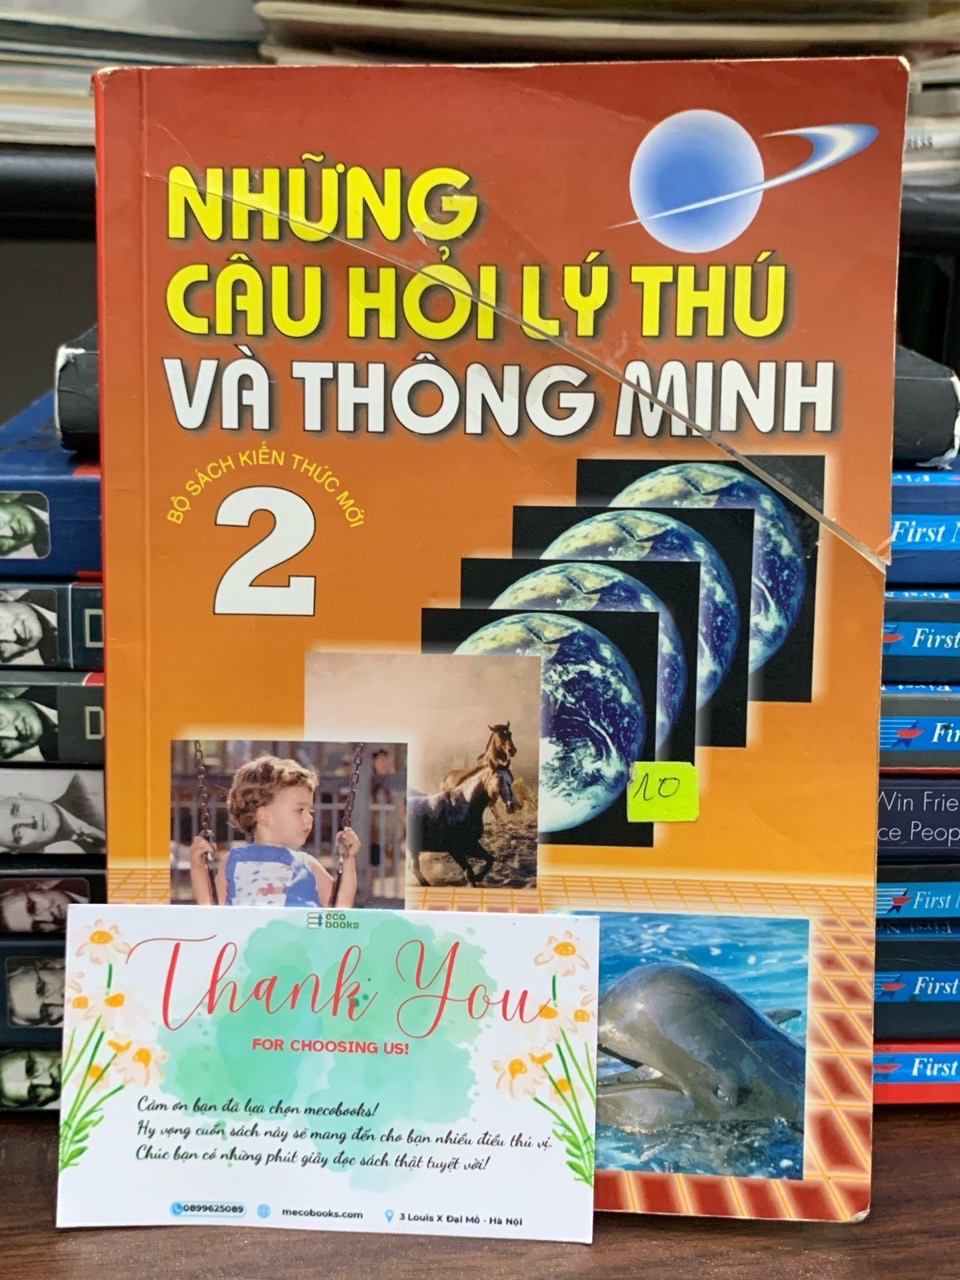 NHỮNG
CÂU HỎI LÝ THÚ
VÀ THÔNG MINH
BỘ SÁCH KIẾN THỨC MỚI
2
10
eco
books
Thank You
FOR CHOOSING US!
Cảm ơn bạn đã lựa chọn mecobooks!
Hy vọng cuốn sách này sẽ mang đến cho bạn nhiều điều thú vị.
Chúc bạn có những phút giây đọc sách thật tuyệt vời!
0899625089
mecobooks.com
3 Louis X Đại Mỗ - Hà Nội
First N
First
Fir
Win Frie
ce Peop
First N
First
First